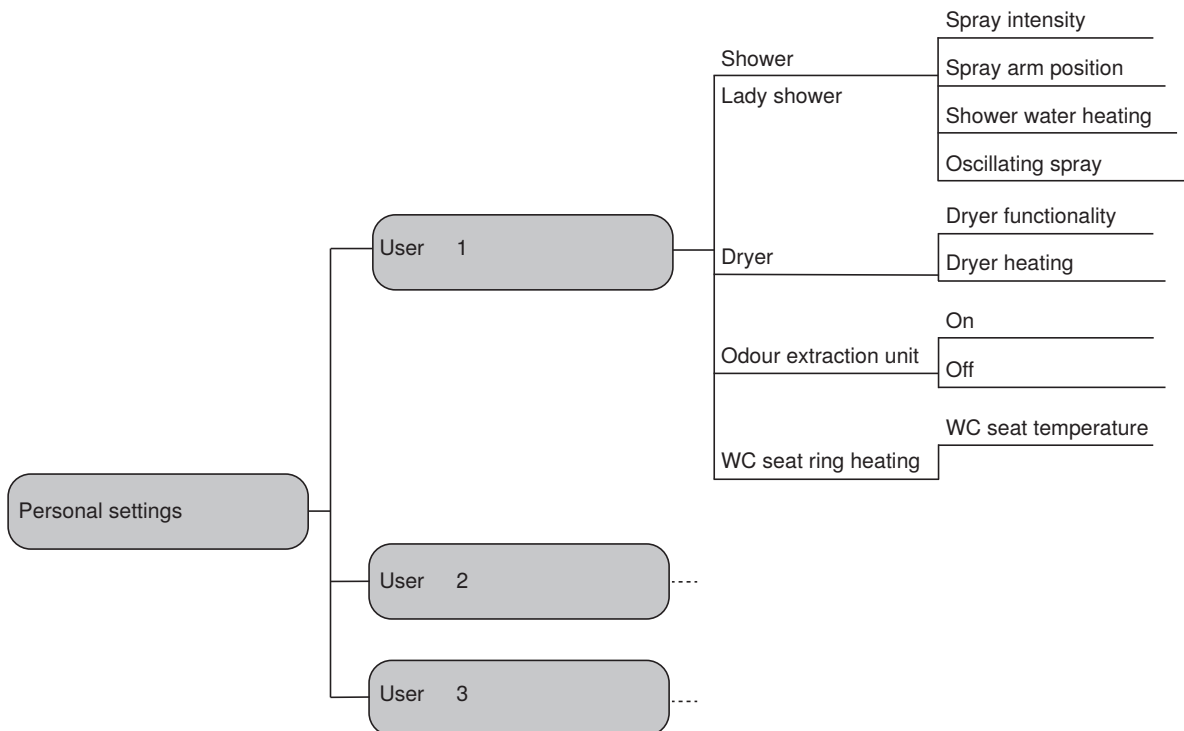 Spray intensity
Shower
Spray arm position
Lady shower
Shower water heating
Oscillating spray
User 1
Dryer functionality
Dryer
Dryer heating
On
Odour extraction unit
Off
WC seat temperature
WC seat ring heating
Personal settings
User 2
User 3